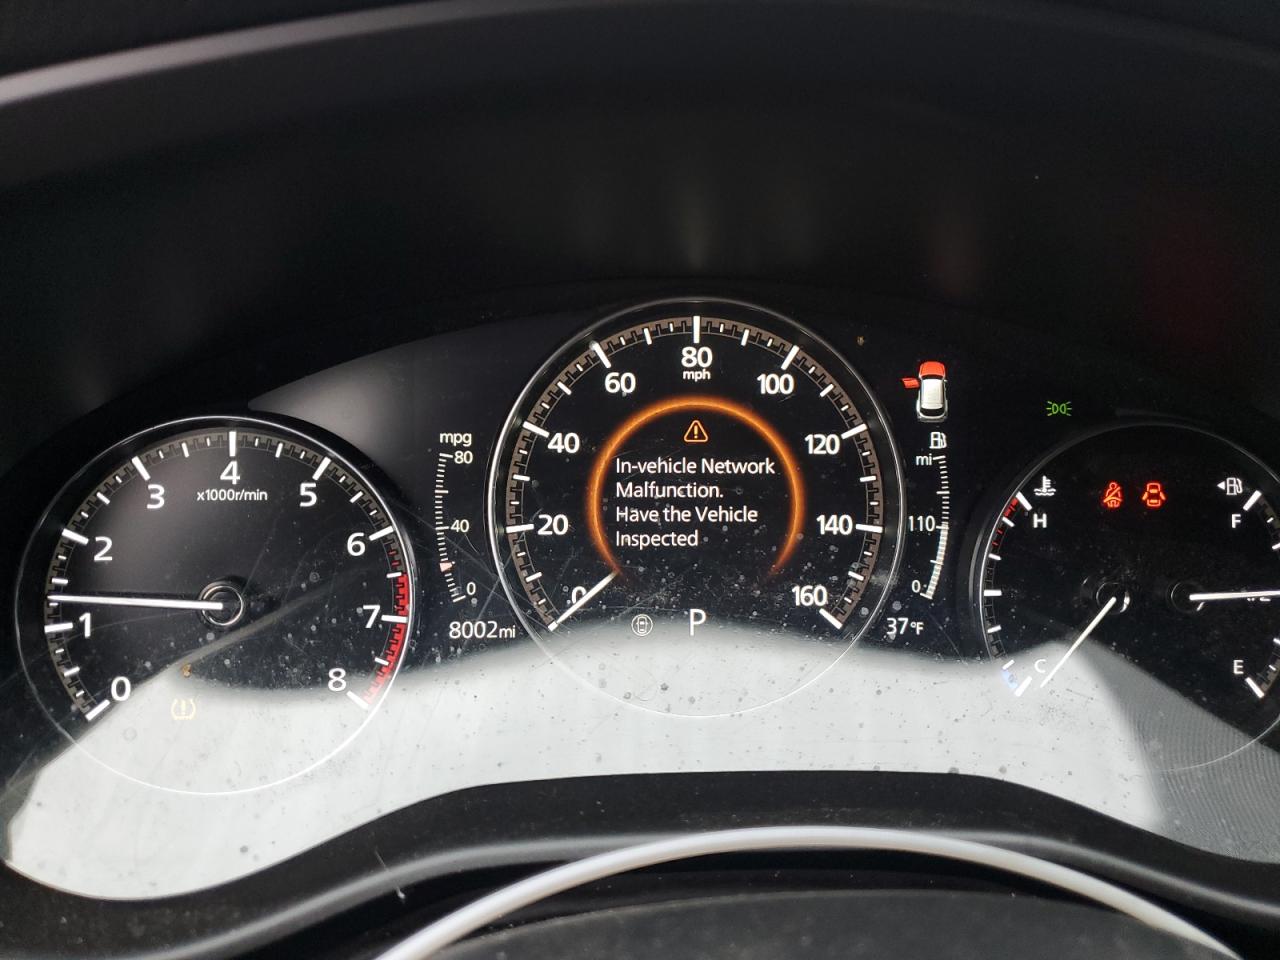 0
1
2
3
4
x1000r/min
5
6
7
8
mpg
80
40
0
8002mi
0
20
40
60
80
mph
100
120
140
160
In-vehicle Network
Malfunction.
Have the Vehicle
Inspected
P
mi
110
0
37°F
H
C
F
E